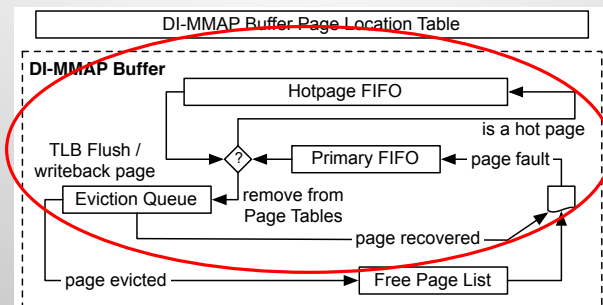 DI-MMAP Buffer Page Location Table
DI-MMAP Buffer
Hotpage FIFO
is a hot page
TLB Flush /
writeback page
?
Primary FIFO
page fault
Eviction Queue
remove from
Page Tables
page recovered
page evicted
Free Page List